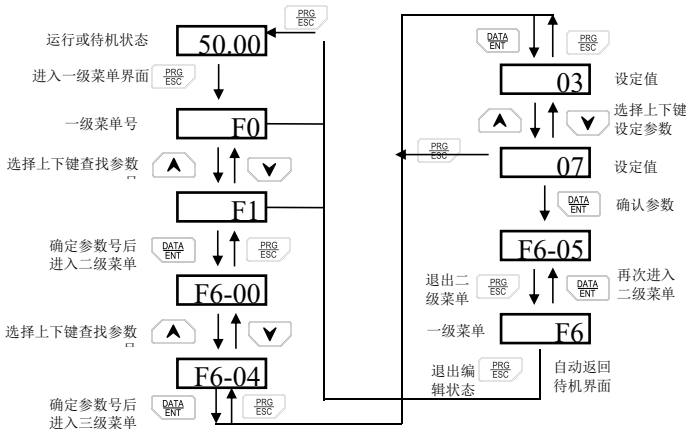 PRG
ESC
运行或待机状态
50.00
进入一级菜单界面
PRG
ESC
一级菜单号
F0
选择上下键查找参数
F1
确定参数号后
进入二级菜单
DATA
ENT
PRG
ESC
F6-00
选择上下键查找参数
F6-04
确定参数号后
进入三级菜单
DATA
ENT
PRG
ESC
DATA
ENT
PRG
ESC
03
设定值
选择上下键
设定参数
PRG
ESC
07
设定值
DATA
ENT
确认参数
F6-05
退出二
级菜单
PRG
ESC
DATA
ENT
再次进入
二级菜单
一级菜单
F6
退出编
辑状态
PRG
ESC
自动返回
待机界面